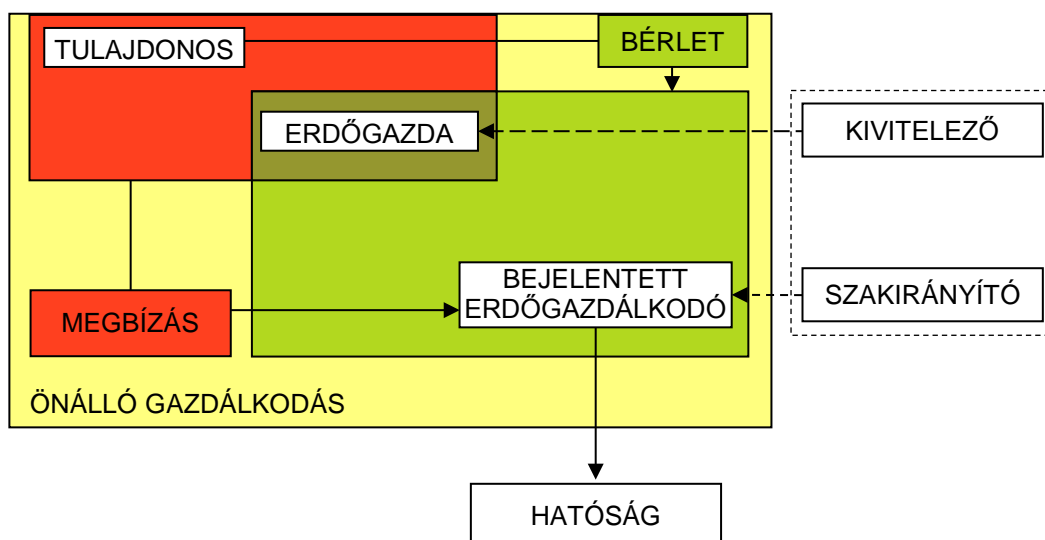 TULAJDONOS
BÉRLET
ERDŐGAZDA
KIVITELEZŐ
BEJELENTETT
ERDŐGAZDÁLKODÓ
SZAKIRÁNYÍTÓ
MEGBÍZÁS
ÖNÁLLÓ GAZDÁLKODÁS
HATÓSÁG